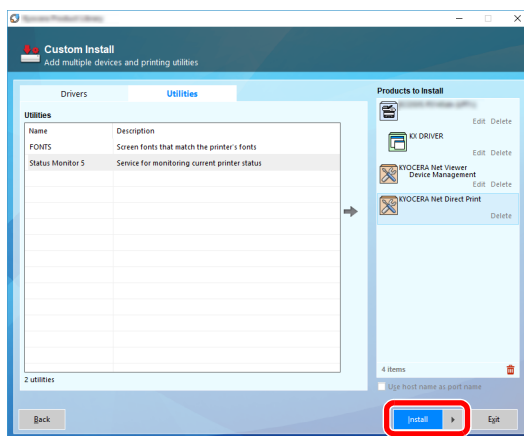 Custom Install
Add multiple devices and printing utilities
Drivers
Utilities
Utilities
Name Description
FONTS Screen fonts that match the printer's fonts
Status Monitor 5 Service for monitoring current printer status
2 utilities
Products to Install
Edit Delete
KX DRIVER
Edit Delete
KYOCERA Net Viewer
Device Management
Edit Delete
KYOCERA Net Direct Print
Delete
4 items
Use host name as port name
Back
Install
Exit